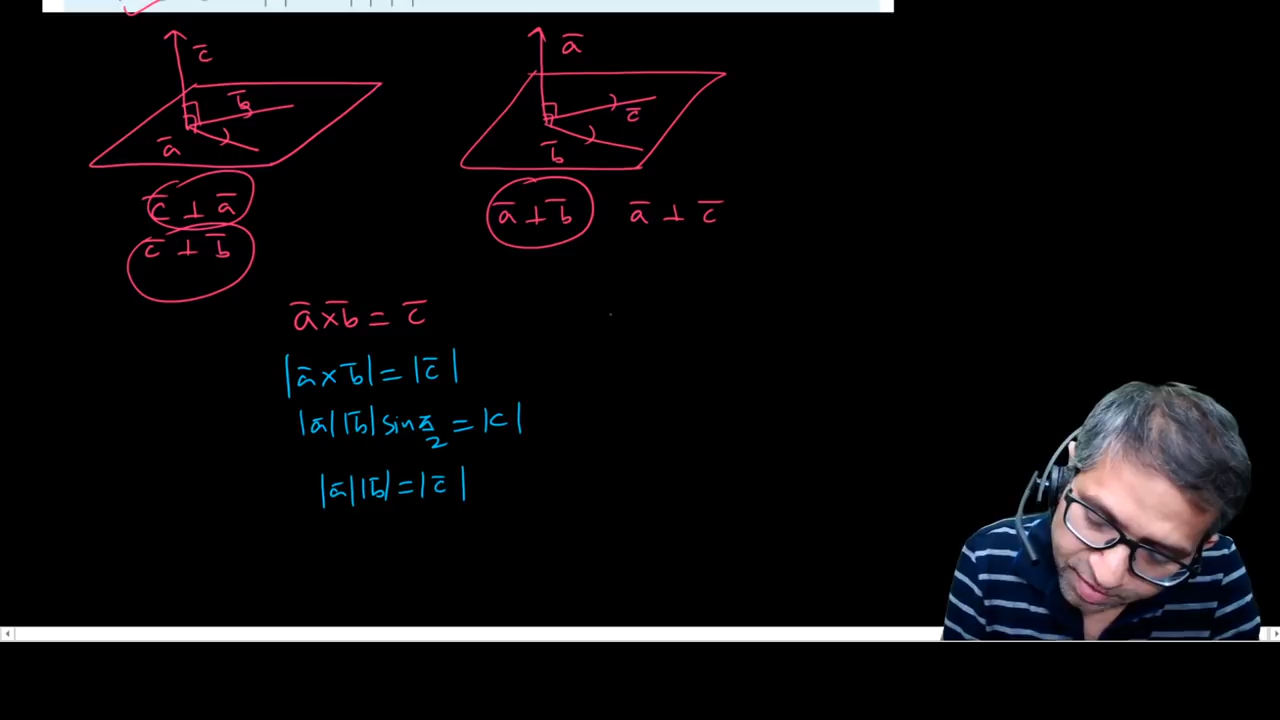 c̄
b̄
ā
c̄ ⊥ ā
c̄ ⊥ b̄
ā
c̄
b̄
ā ⊥ b̄ ā ⊥ c̄
ā × b̄ = c̄
|ā × b̄| = |c̄|
|ā| |b̄| sin π/2 = |c|
|ā| |b̄| = |c̄|